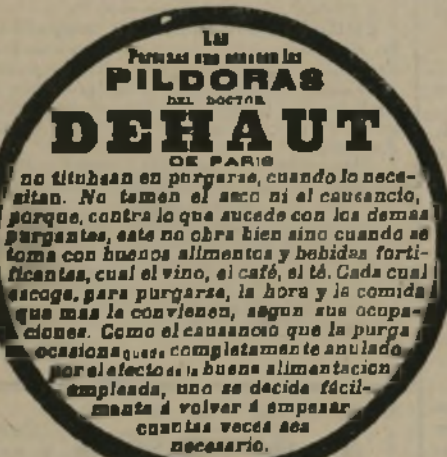 Las
Personas que conocen las
PILDORAS
DEL DOCTOR
DEHAUT
DE PARIS
no titubean en purgarse, cuando lo nece-
sitan. No temen el asco ni el causancio,
porque, contra lo que sucede con los demas
purgantes, este no obra bien sino cuando se
toma con buenos alimentos y bebidas forti-
ficantes, cual el vino, el café, el té. Cada cual
escoge, para purgarse, la hora y la comida
que mas le convienen, segun sus ocupa-
ciones. Como el causancio que la purga
ocasiona queda completamente anulado
por el efecto de la buena alimentacion
empleada, uno se decide fácil-
mente á volver á empezar
cuantas veces sea
necesario.